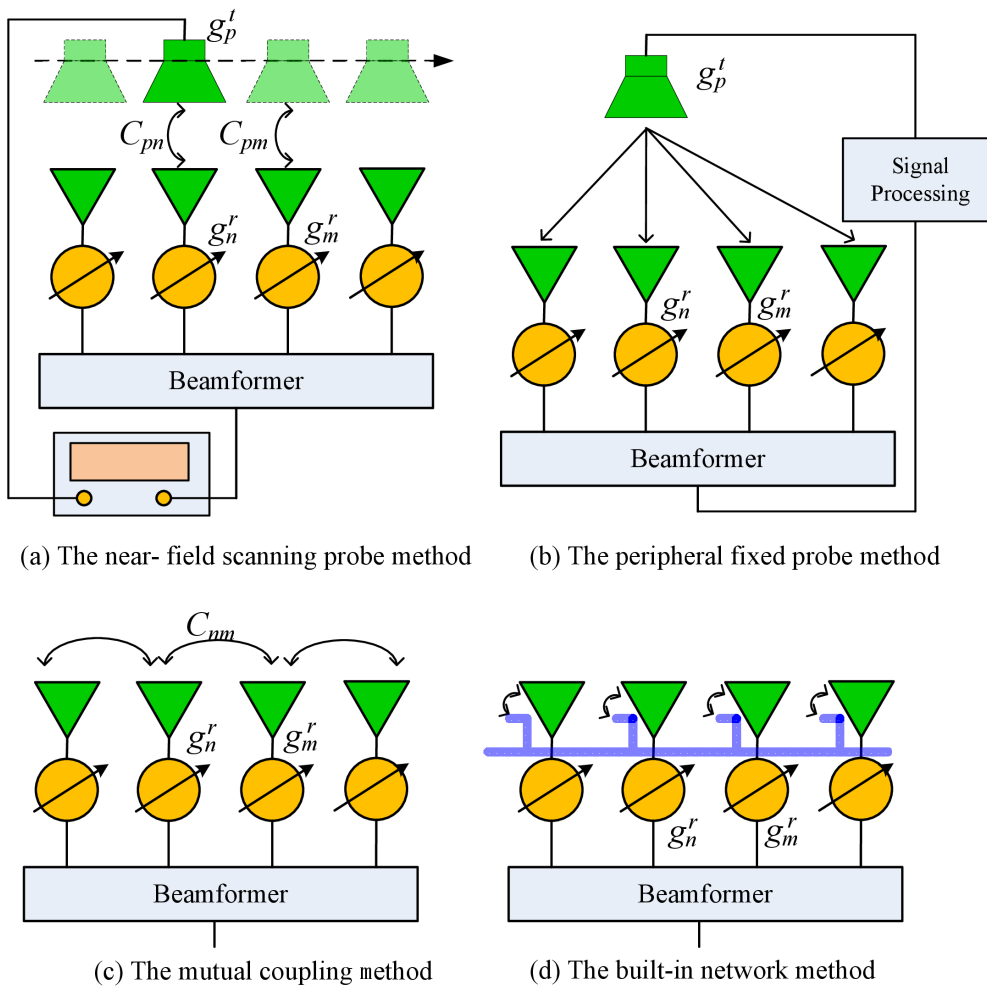 g_p^t
C_pn
C_pm
g_n^r
g_m^r
Beamformer
(a) The near- field scanning probe method
g_p^t
Signal
Processing
g_n^r
g_m^r
Beamformer
(b) The peripheral fixed probe method
C_nm
g_n^r
g_m^r
Beamformer
(c) The mutual coupling method
g_n^r
g_m^r
Beamformer
(d) The built-in network method